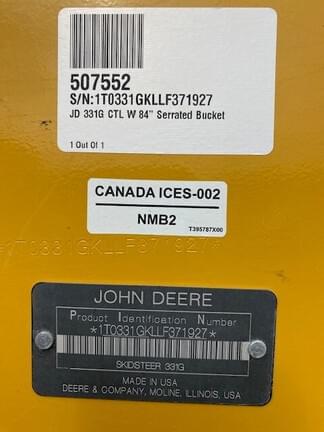 507552
S/N:1T0331GKLLF371927
JD 331G CTL W 84" Serrated Bucket
1 Out Of 1
CANADA ICES-002
NMB2
T395787X00
*1T0331GKLLF371927*
JOHN DEERE
Product Identification Number
*1T0331GKLLF371927*
SKIDSTEER 331G
MADE IN USA
DEERE & COMPANY, MOLINE, ILLINOIS, USA